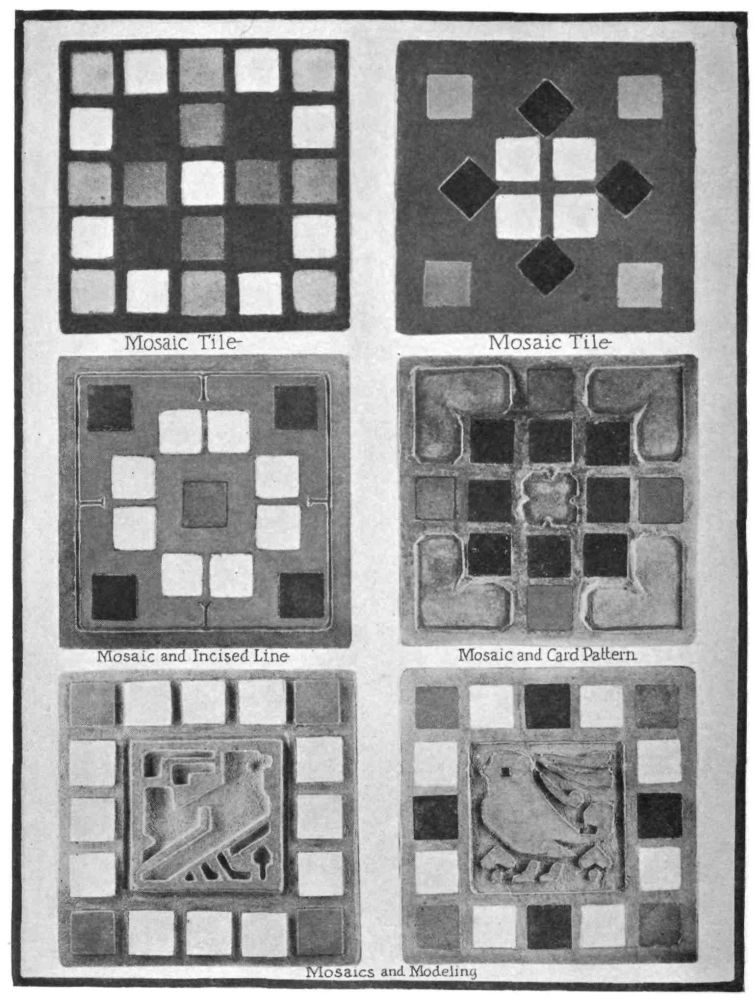 Mosaic Tile-
Mosaic Tile-
Mosaic and Incised Line-
Mosaic and Card Pattern
Mosaics and Modeling